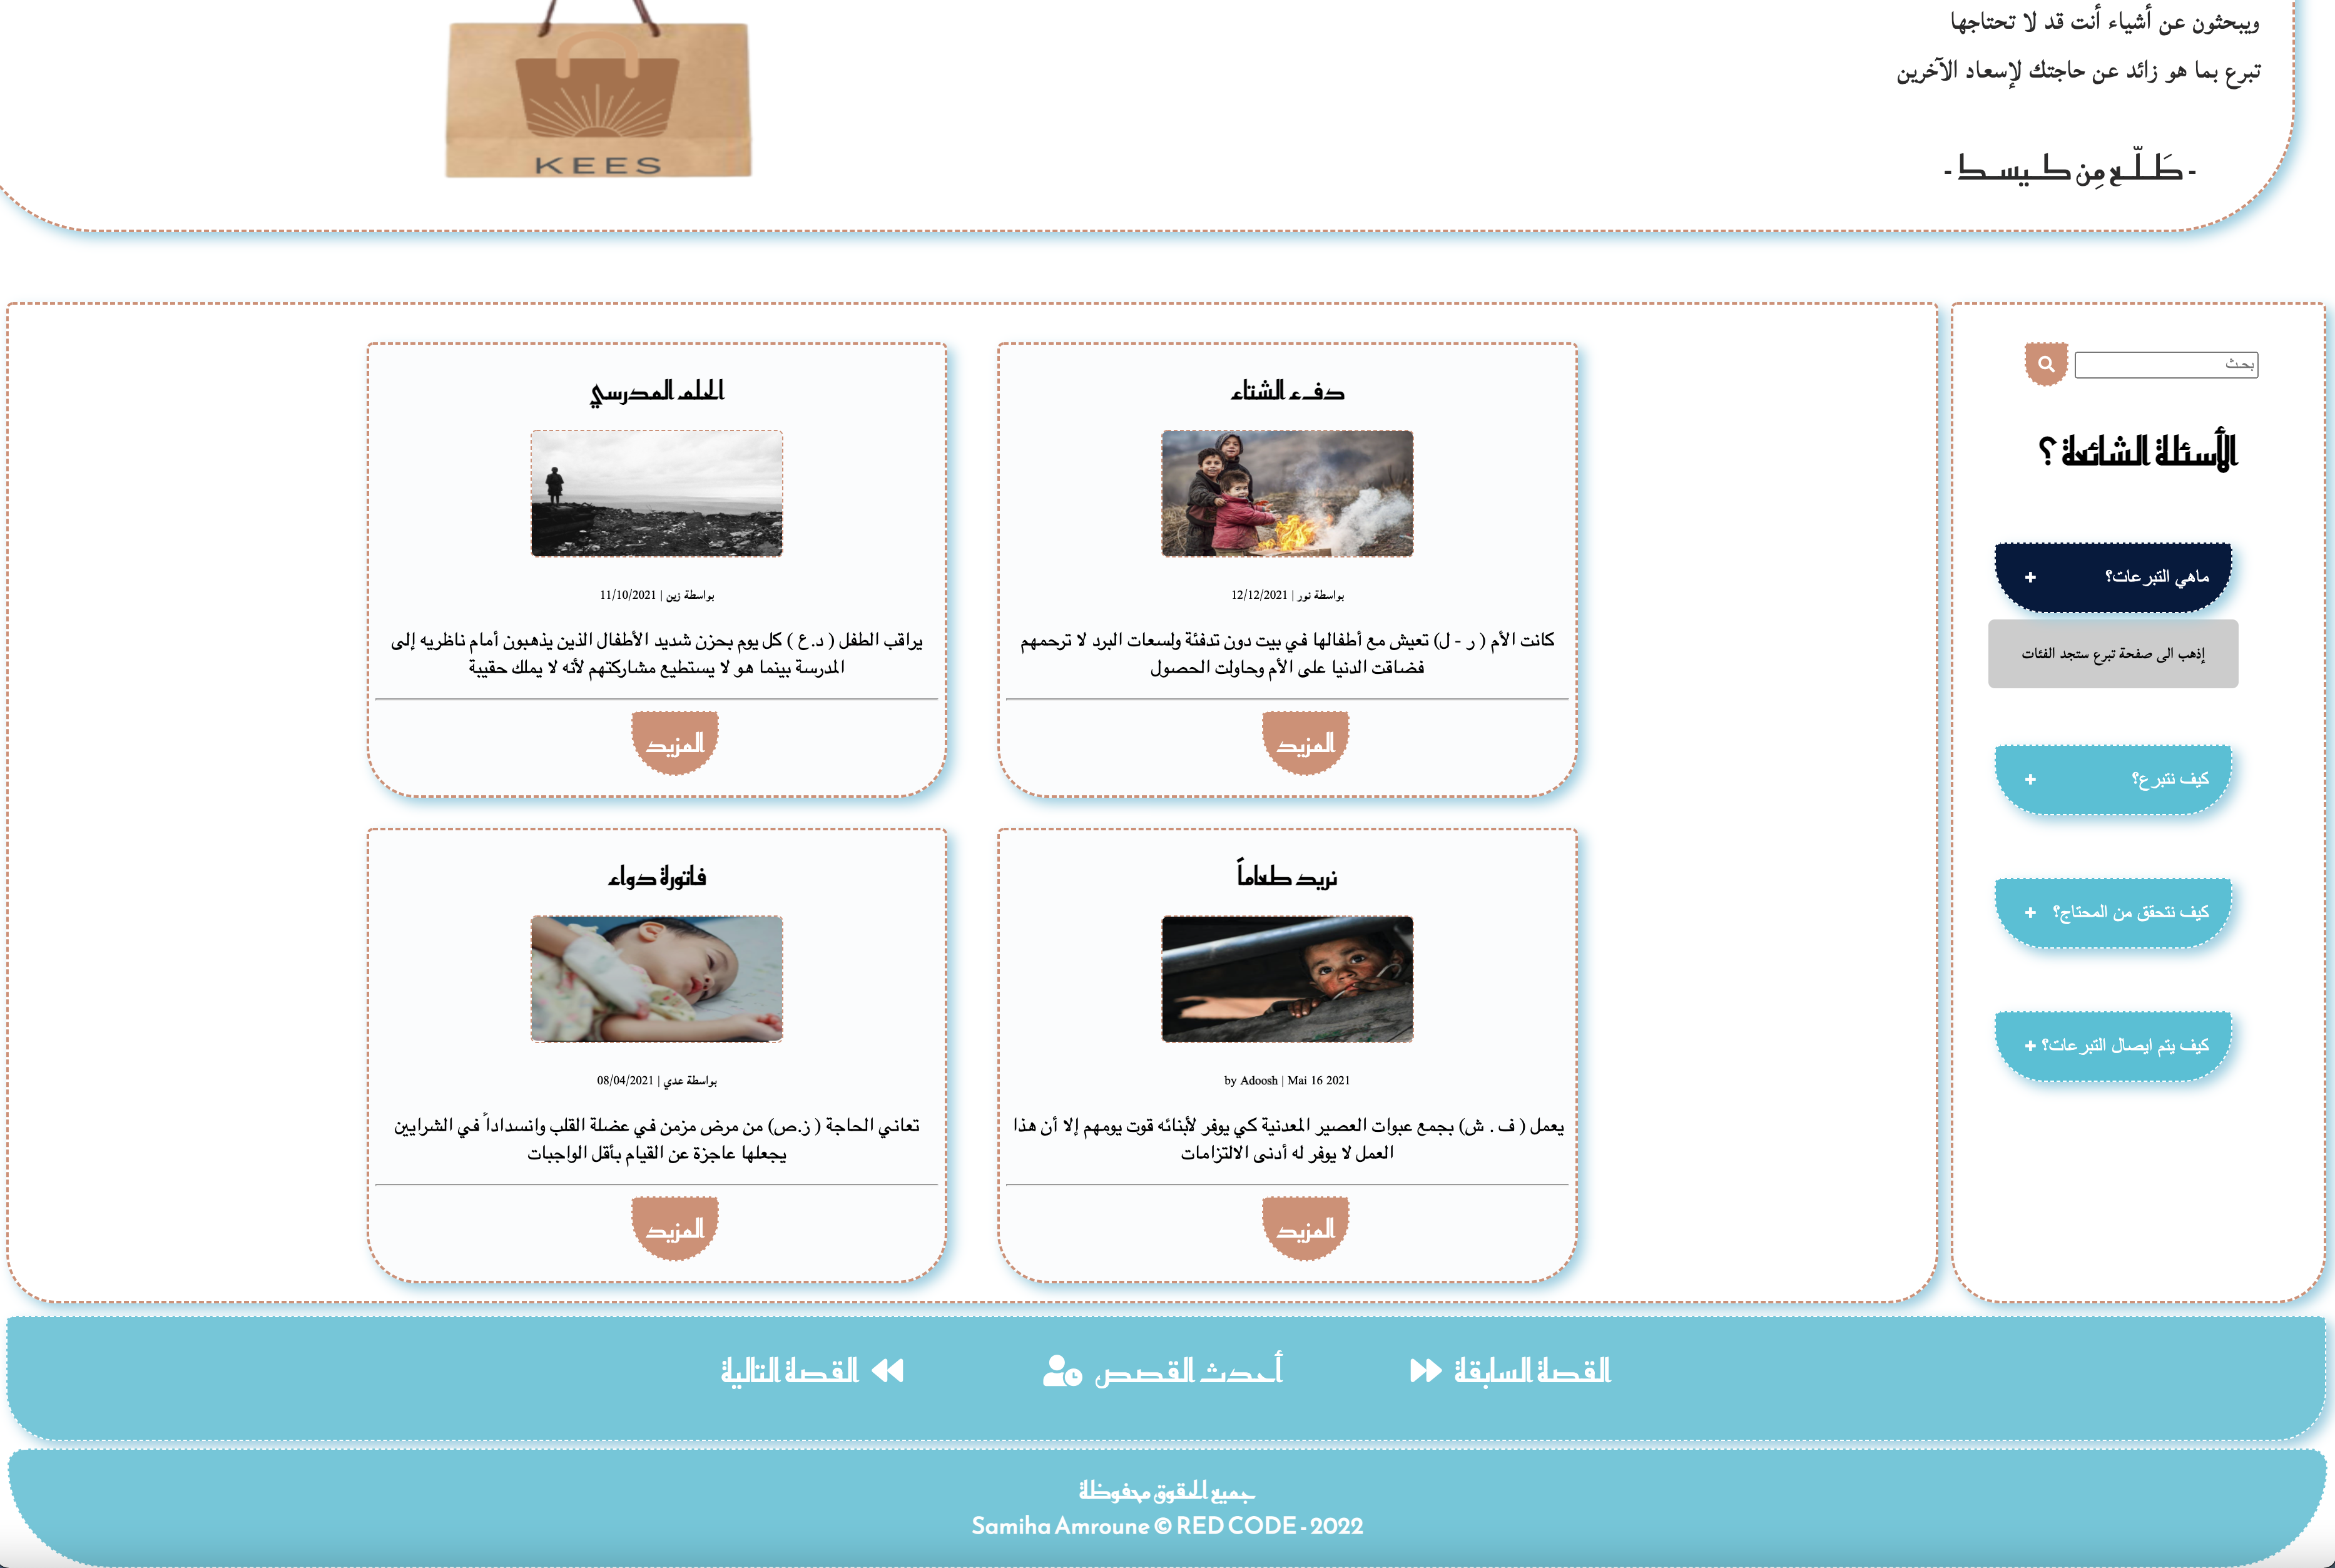 ويبحثون عن أشياء أنت قد لا تحتاجها
تبرع بما هو زائد عن حاجتك لإسعاد الآخرين
- طَلّع مِن كيسك -
KEES
بحث
الأسئلة الشائعة ؟
ماهي التبرعات؟ +
إذهب الى صفحة تبرع ستجد الفئات
كيف نتبرع؟ +
كيف نتحقق من المحتاج؟ +
كيف يتم ايصال التبرعات؟ +
دفء الشتاء
بواسطة نور | 12/12/2021
كانت الأم ( ر - ل) تعيش مع أطفالها في بيت دون تدفئة ولسعات البرد لا ترحمهم
فضاقت الدنيا على الأم وحاولت الحصول
المزيد
الحلم المدرسي
بواسطة زين | 11/10/2021
يراقب الطفل ( د.ع ) كل يوم بحزن شديد الأطفال الذين يذهبون أمام ناظريه إلى
المدرسة بينما هو لا يستطيع مشاركتهم لأنه لا يملك حقيبة
المزيد
نريد طعاماً
by Adoosh | Mai 16 2021
يعمل ( ف . ش) بجمع عبوات العصير المعدنية كي يوفر لأبنائه قوت يومهم إلا أن هذا
العمل لا يوفر له أدنى الالتزامات
المزيد
فاتورة دواء
بواسطة عدي | 08/04/2021
تعاني الحاجة ( ز.ص) من مرض مزمن في عضلة القلب وانسداداً في الشرايين
يجعلها عاجزة عن القيام بأقل الواجبات
المزيد
القصة السابقة
أحدث القصص
القصة التالية
جميع الحقوق محفوظة
Samiha Amroune © RED CODE - 2022